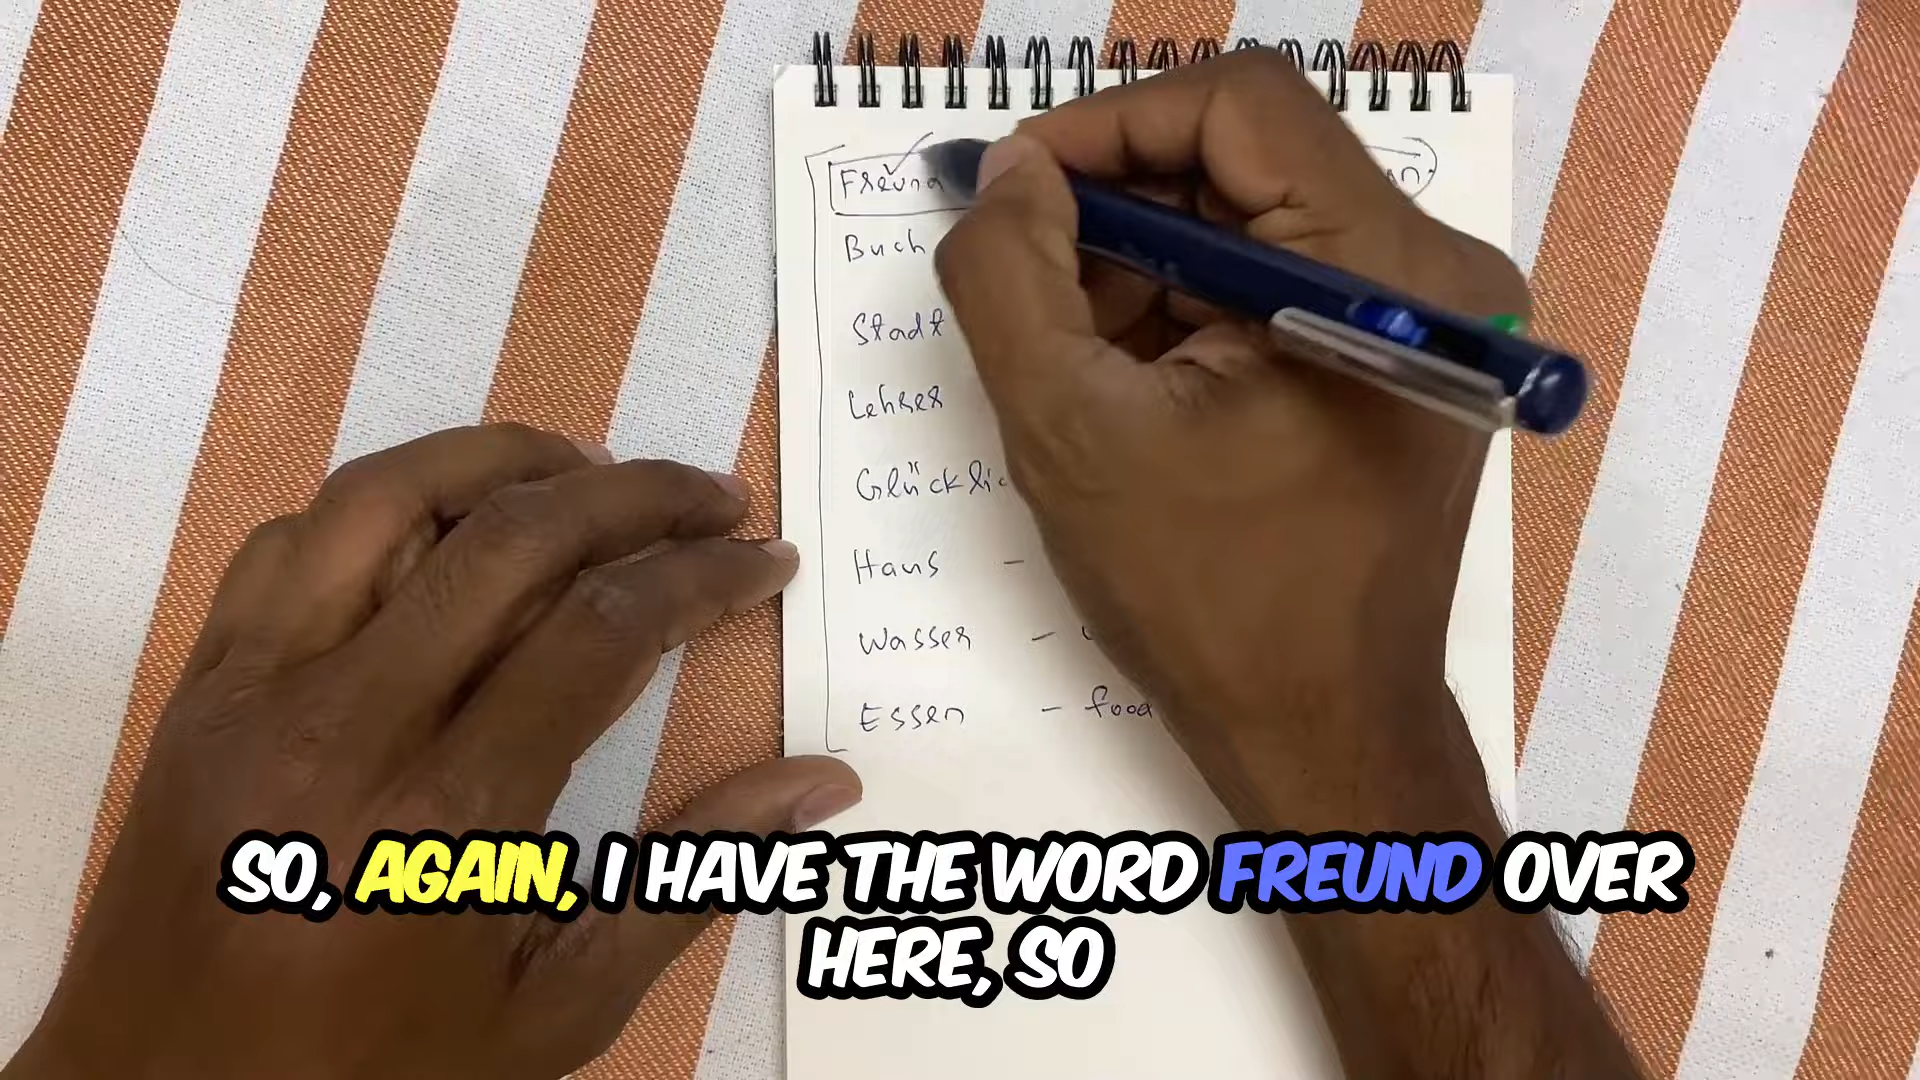 Freund
Buch
Stadt
Lehrer
Glücklic
Haus -
Wasser -
Essen - food
SO, AGAIN, I HAVE THE WORD FREUND OVER
HERE, SO